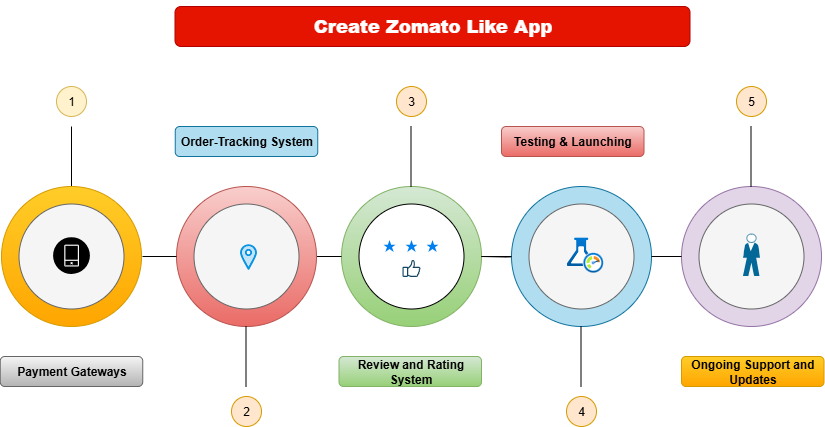 Create Zomato Like App
1
3
5
Order-Tracking System
Testing & Launching
Payment Gateways
Review and Rating
System
Ongoing Support and
Updates
2
4